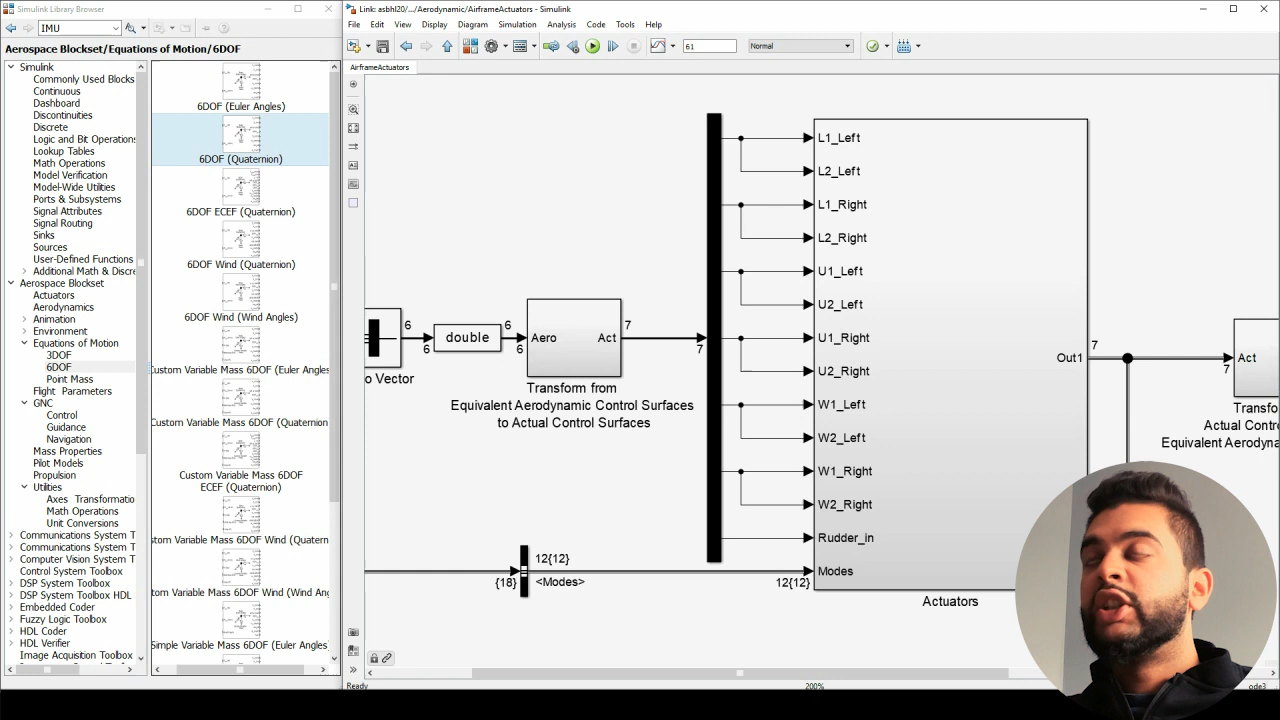 Simulink Library Browser
IMU
Aerospace Blockset/Equations of Motion/6DOF
Simulink
Commonly Used Blocks
Continuous
Dashboard
Discontinuities
Discrete
Logic and Bit Operations
Lookup Tables
Math Operations
Model Verification
Model-Wide Utilities
Ports & Subsystems
Signal Attributes
Signal Routing
Sinks
Sources
User-Defined Functions
Additional Math & Discre
Aerospace Blockset
Actuators
Aerodynamics
Animation
Environment
Equations of Motion
3DOF
6DOF
Point Mass
Flight Parameters
GNC
Control
Guidance
Navigation
Mass Properties
Pilot Models
Propulsion
Utilities
Axes Transformatio
Math Operations
Unit Conversions
Communications System T
Communications System T
Computer Vision System T
Control System Toolbox
DSP System Toolbox
DSP System Toolbox HDL
Embedded Coder
Fuzzy Logic Toolbox
HDL Coder
HDL Verifier
Image Acquisition Toolbox
6DOF (Euler Angles)
6DOF (Quaternion)
6DOF ECEF (Quaternion)
6DOF Wind (Quaternion)
6DOF Wind (Wind Angles)
Custom Variable Mass 6DOF (Euler Angles
Custom Variable Mass 6DOF (Quaternion
Custom Variable Mass 6DOF
ECEF (Quaternion)
stom Variable Mass 6DOF Wind (Quatern
tom Variable Mass 6DOF Wind (Wind Ang
Simple Variable Mass 6DOF (Euler Angles
Link: asbhl20/.../Aerodynamic/AirframeActuators - Simulink
File Edit View Display Diagram Simulation Analysis Code Tools Help
61 Normal
AirframeActuators
6
6
o Vector
double
6
6
Aero Act
7
7
Transform from
Equivalent Aerodynamic Control Surfaces
to Actual Control Surfaces
L1_Left
L2_Left
L1_Right
L2_Right
U1_Left
U2_Left
U1_Right
U2_Right
W1_Left
W2_Left
W1_Right
W2_Right
Rudder_in
Modes
Out1
7
7
Act
Transfo
Actual Contr
Equivalent Aerodyna
{18}
12{12}
<Modes>
12{12}
Actuators
Ready
200%
ode3